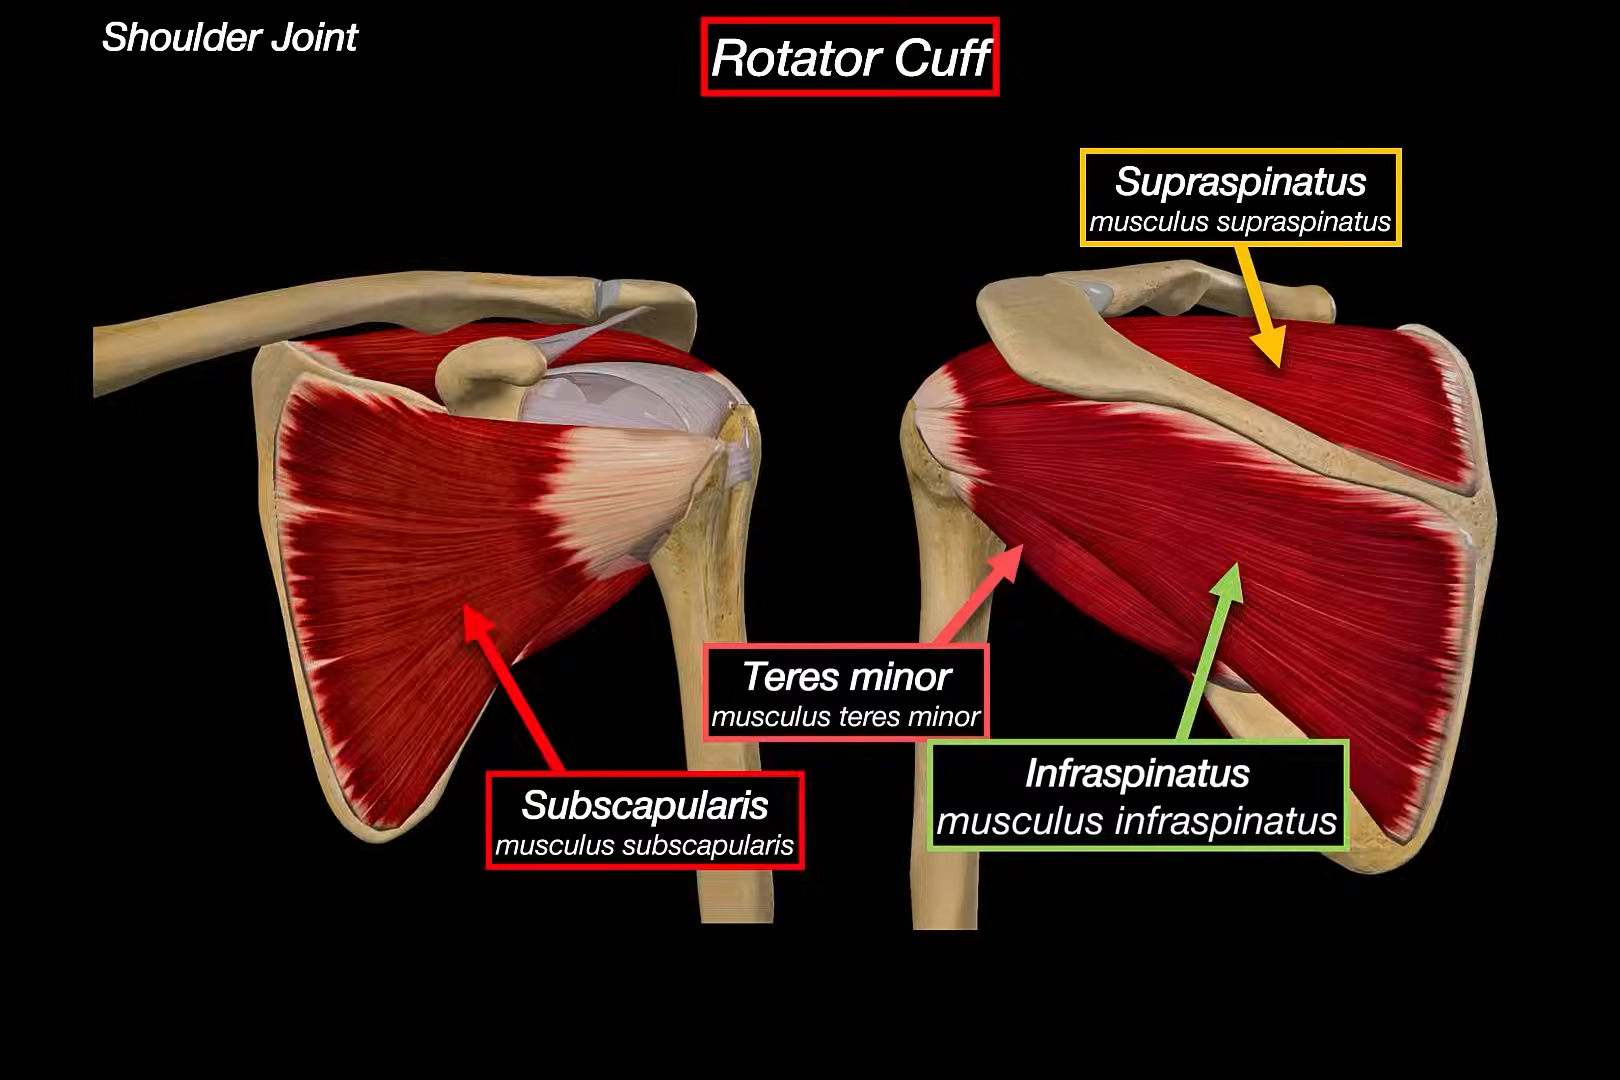 Shoulder Joint
Rotator Cuff
Supraspinatus
musculus supraspinatus
Teres minor
musculus teres minor
Infraspinatus
musculus infraspinatus
Subscapularis
musculus subscapularis